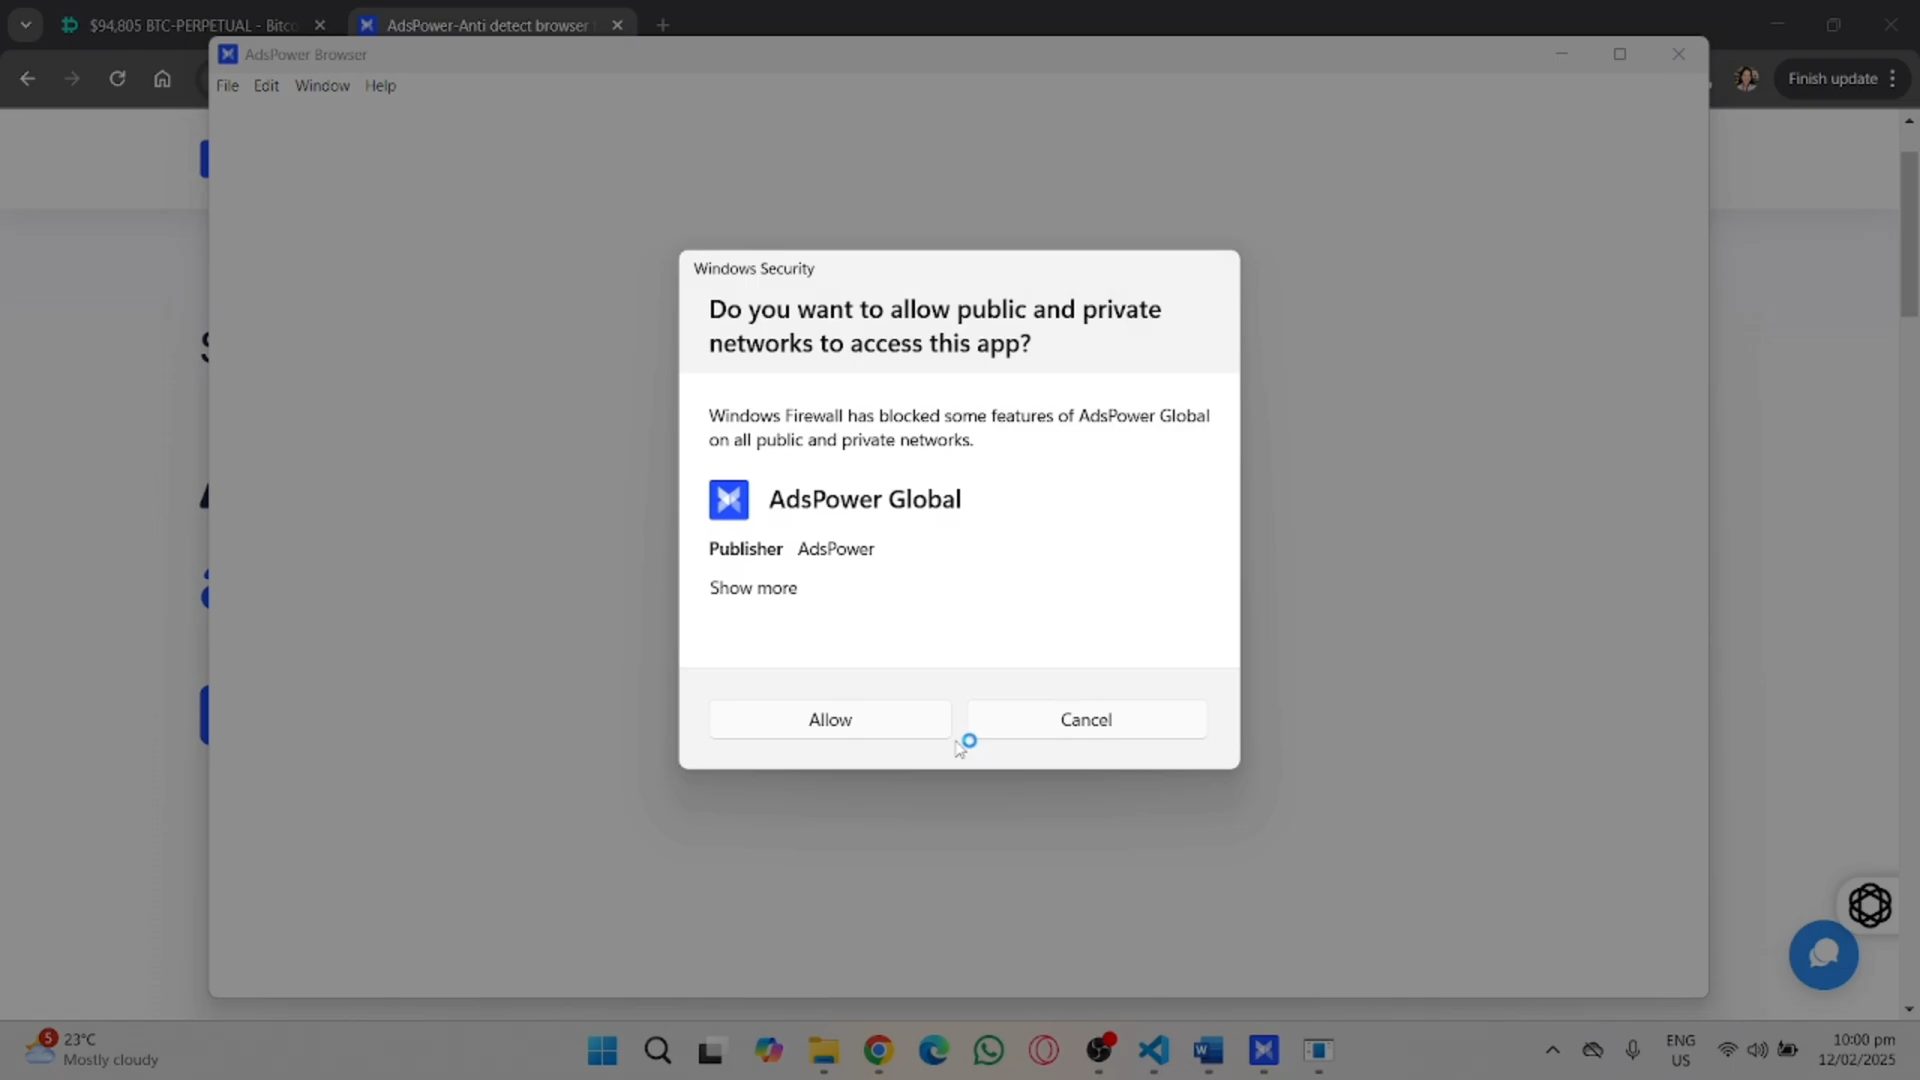 $94,805 BTC-PERPETUAL - Bitco
AdsPower-Anti detect browser
AdsPower Browser
File Edit Window Help
Finish update
Windows Security
Do you want to allow public and private
networks to access this app?
Windows Firewall has blocked some features of AdsPower Global
on all public and private networks.
AdsPower Global
Publisher AdsPower
Show more
Allow Cancel
5
23°C
Mostly cloudy
ENG
US
10:00 pm
12/02/2025